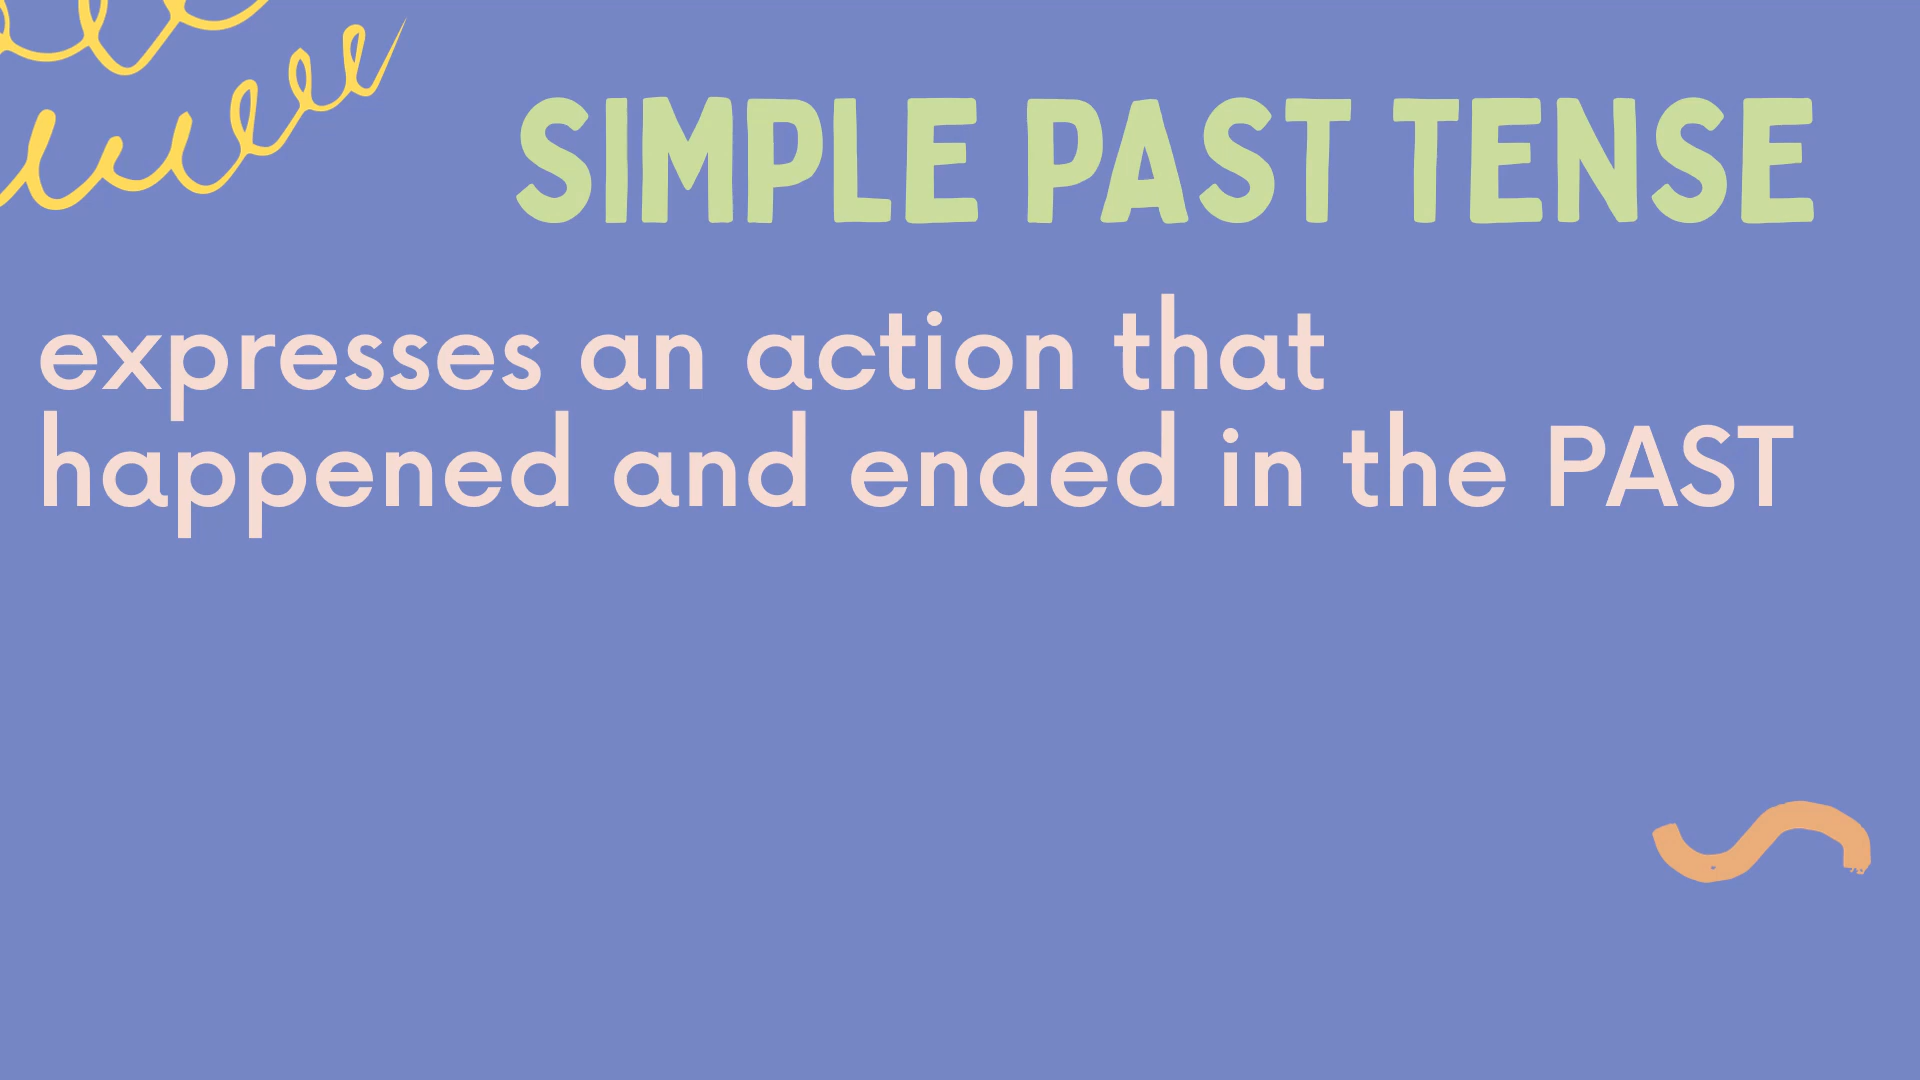 SIMPLE PAST TENSE
expresses an action that
happened and ended in the PAST